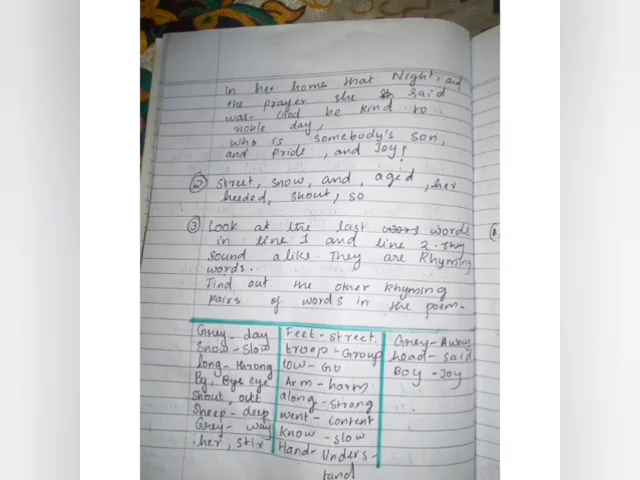 In her home that Night, and
the prayer she said
was - God be kind to
noble day,
who is somebody's son,
and pride, and Joy!
② street, snow, and, aged, her
heeded, shout, so
③ Look at the last words
in line 1 and line 2. They
sound alike. They are Rhyming
words.
Find out the other rhyming
pairs of words in the poem-
Grey - day
Snow - Slow
long - throng
By, Bye eye
Shout, out
Sheep - deep
Grey - way
her, stir
Feet - street.
troop - Group
low - Go
Arm - harm
along - strong
went - content
Know - slow
Hand - Unders-
tand
Grey - Away
head - said
Boy - Joy